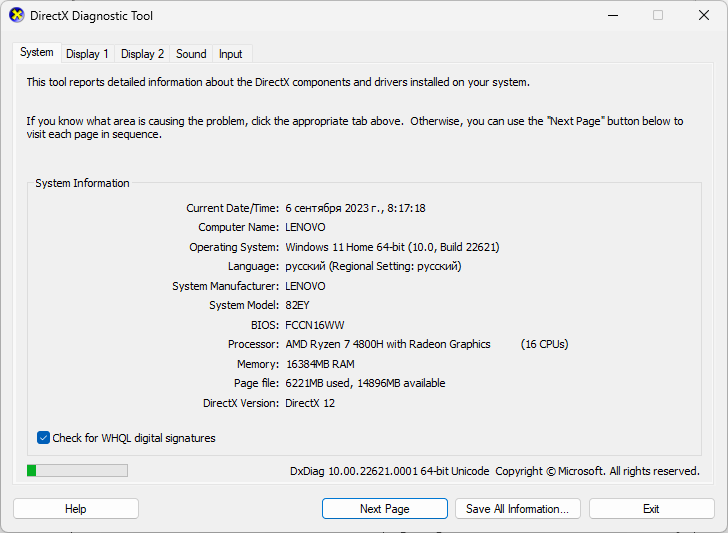 DirectX Diagnostic Tool
System Display 1 Display 2 Sound Input
This tool reports detailed information about the DirectX components and drivers installed on your system.
If you know what area is causing the problem, click the appropriate tab above.  Otherwise, you can use the "Next Page" button below to
visit each page in sequence.
System Information
Current Date/Time: 6 сентября 2023 г., 8:17:18
Computer Name: LENOVO
Operating System: Windows 11 Home 64-bit (10.0, Build 22621)
Language: русский (Regional Setting: русский)
System Manufacturer: LENOVO
System Model: 82EY
BIOS: FCCN16WW
Processor: AMD Ryzen 7 4800H with Radeon Graphics (16 CPUs)
Memory: 16384MB RAM
Page file: 6221MB used, 14896MB available
DirectX Version: DirectX 12
Check for WHQL digital signatures
DxDiag 10.00.22621.0001 64-bit Unicode  Copyright © Microsoft. All rights reserved.
Help Next Page Save All Information... Exit